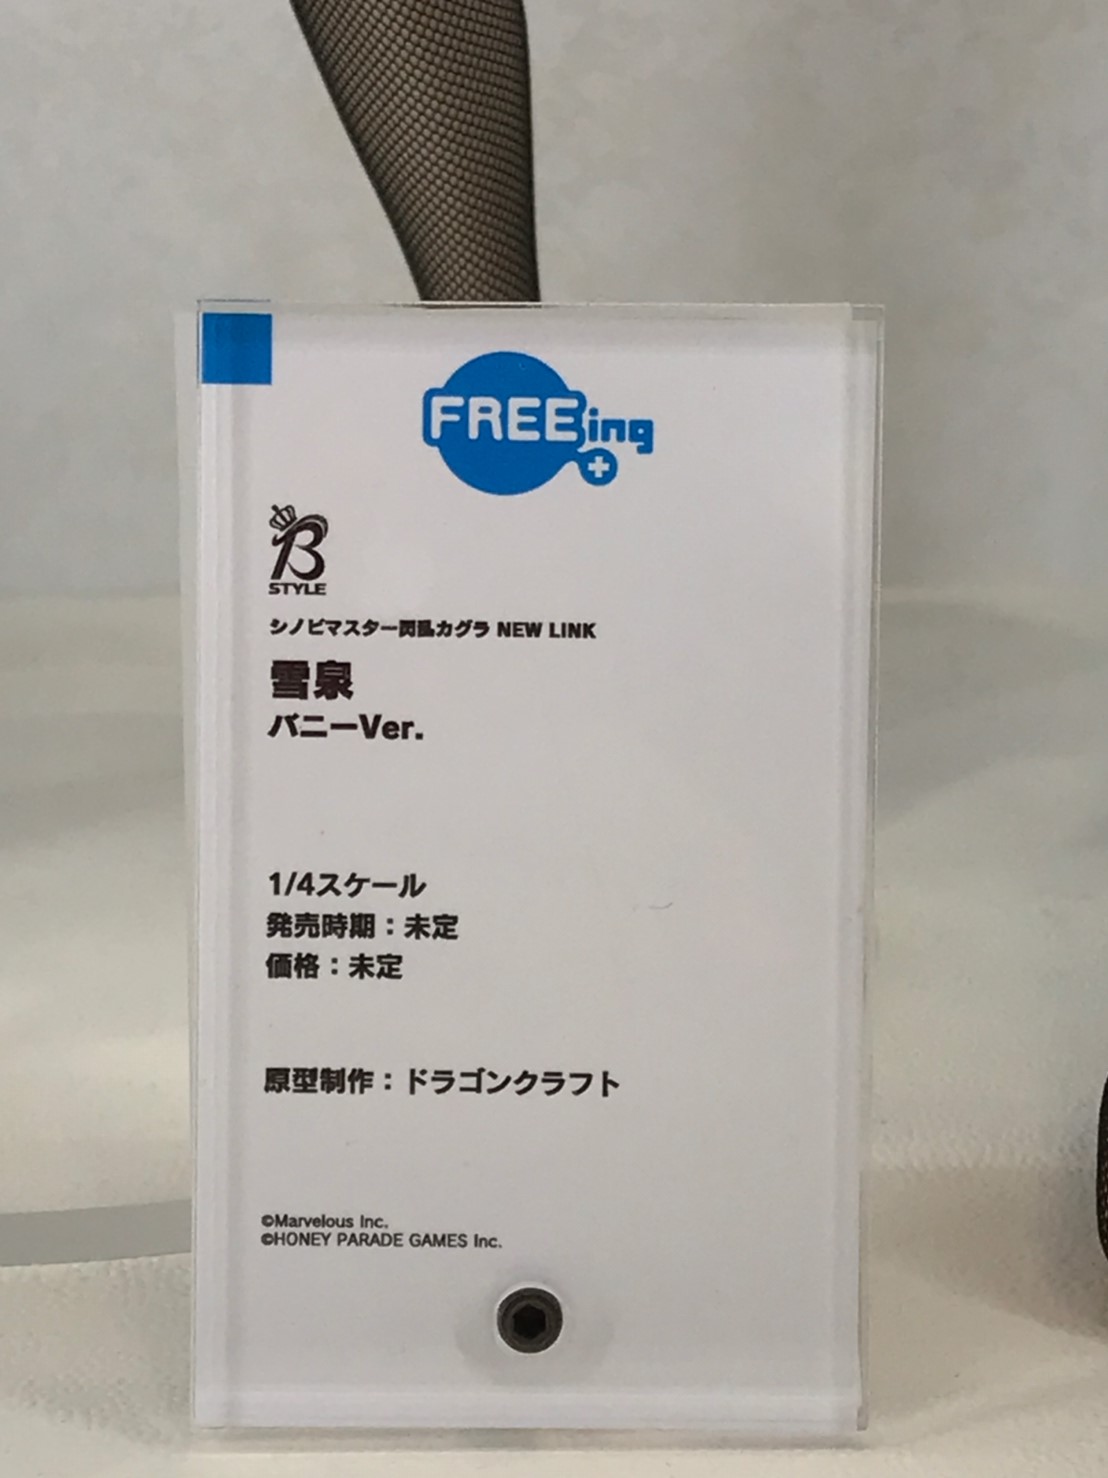 FREEing
B
STYLE
シノビマスター閃乱カグラ NEW LINK
雪泉
バニーVer.
1/4スケール
発売時期：未定
価格：未定
原型制作：ドラゴンクラフト
©Marvelous Inc.
©HONEY PARADE GAMES Inc.